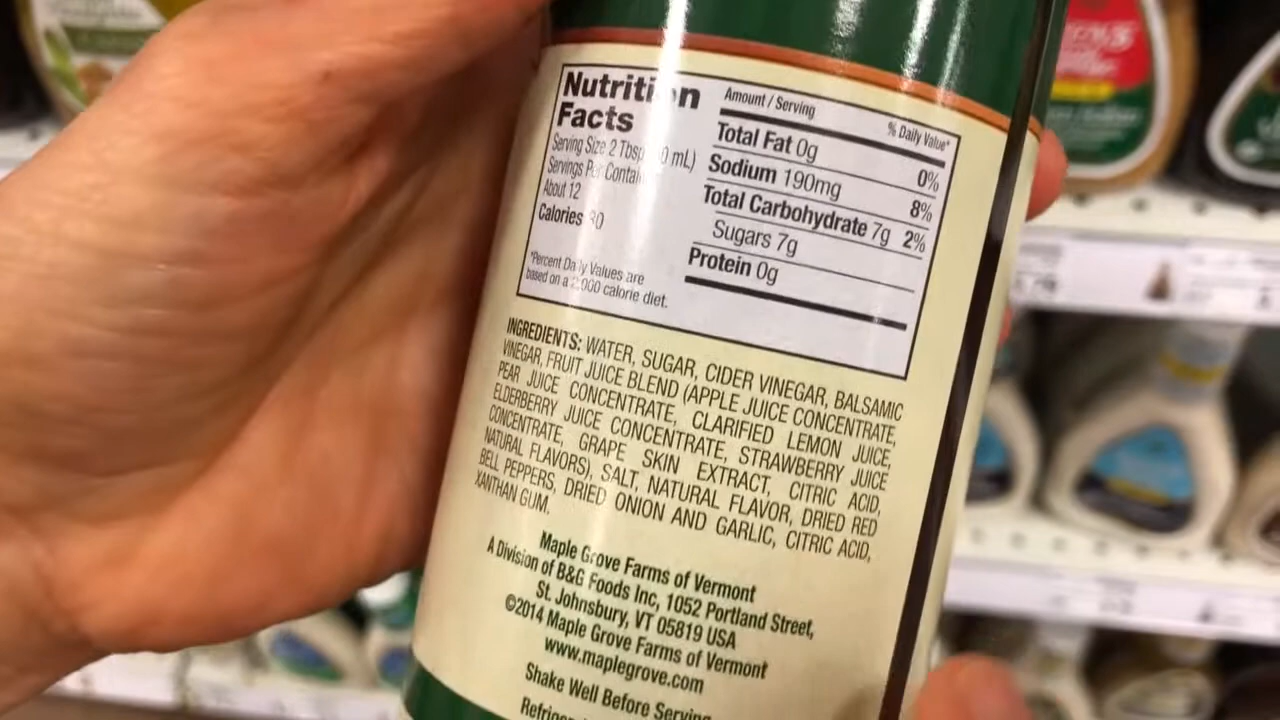 Nutrition
Facts
Serving Size 2 Tbsp 0 mL)
Servings Per Contai
About 12
Calories 30
*Percent Daily Values are
based on a 2,000 calorie diet.
Amount / Serving
% Daily Value*
Total Fat 0g
0%
Sodium 190mg
8%
Total Carbohydrate 7g 2%
Sugars 7g
Protein 0g
INGREDIENTS: WATER, SUGAR, CIDER VINEGAR, BALSAMIC
VINEGAR, FRUIT JUICE BLEND (APPLE JUICE CONCENTRATE,
PEAR JUICE CONCENTRATE, CLARIFIED LEMON JUICE,
ELDERBERRY JUICE CONCENTRATE, STRAWBERRY JUICE
CONCENTRATE, GRAPE SKIN EXTRACT, CITRIC ACID,
NATURAL FLAVORS), SALT, NATURAL FLAVOR, DRIED RED
BELL PEPPERS, DRIED ONION AND GARLIC, CITRIC ACID,
XANTHAN GUM.
Maple Grove Farms of Vermont
A Division of B&G Foods Inc, 1052 Portland Street,
St. Johnsbury, VT 05819 USA
©2014 Maple Grove Farms of Vermont
www.maplegrove.com
Shake Well Before Serving